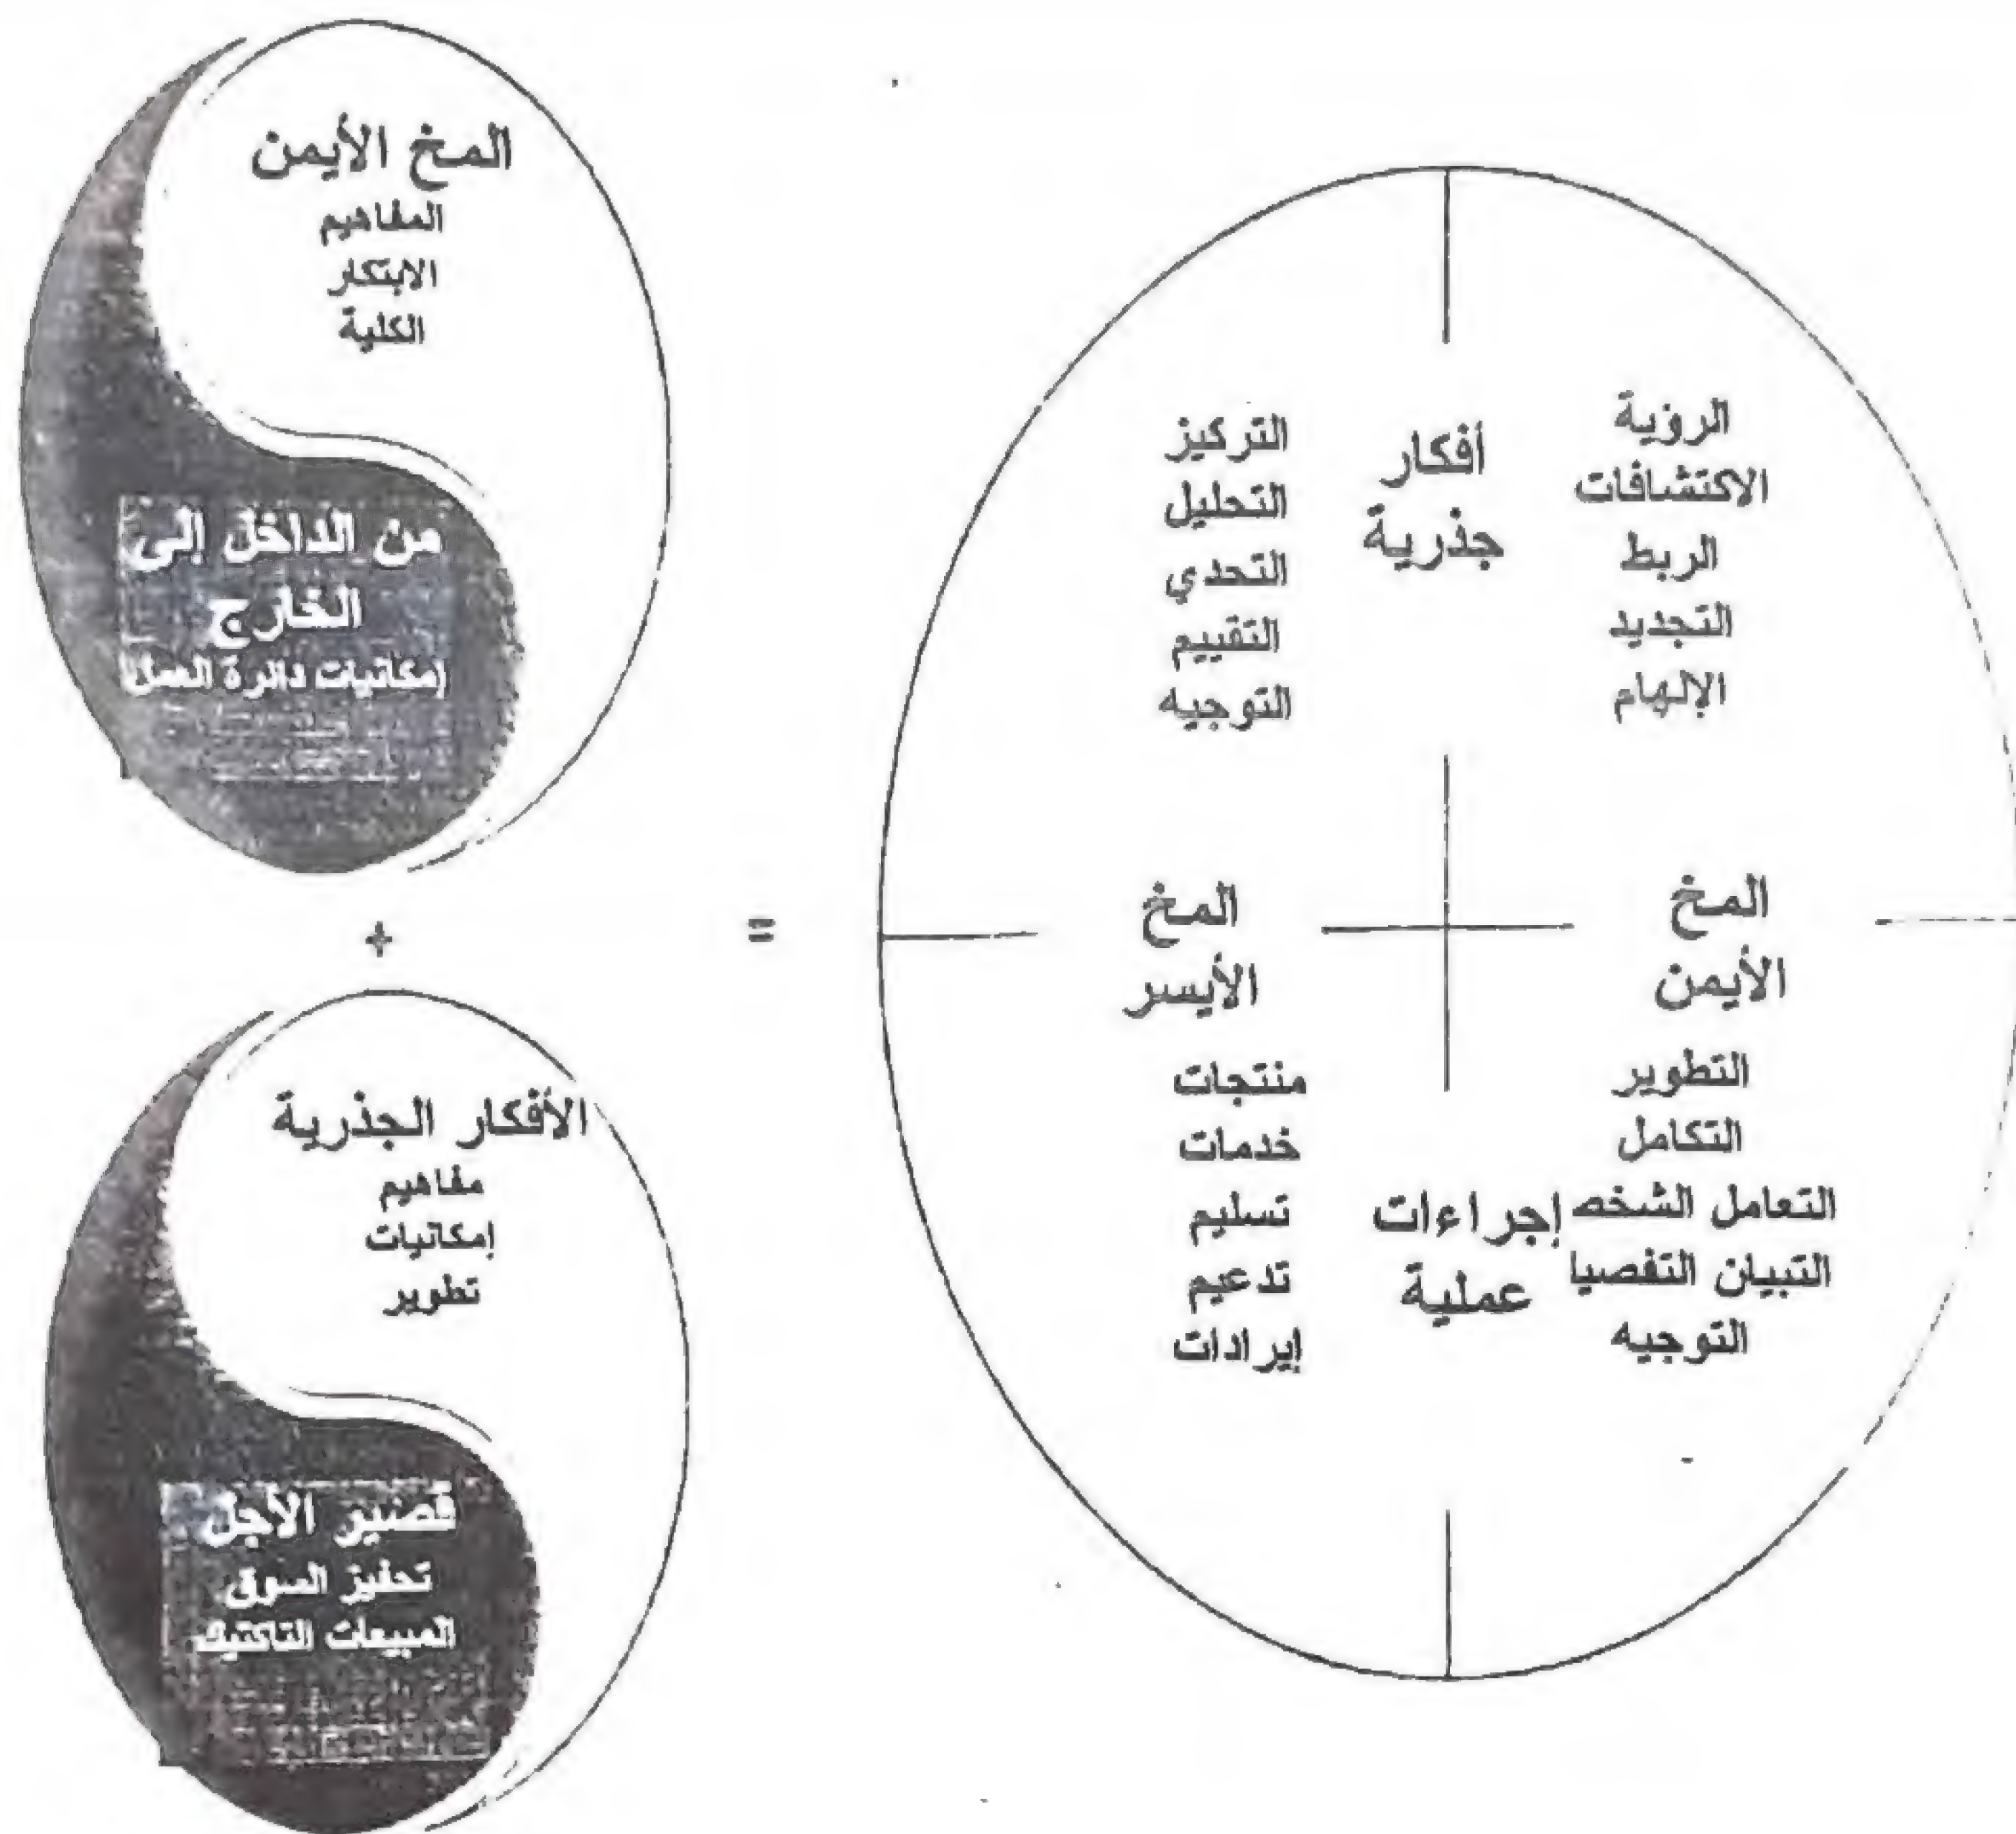 المخ الأيمن
المفاهيم
الابتكار
الكلية
من الداخل إلى
الخارج
إمكانيات دائرة العمل
+
الأفكار الجذرية
مفاهيم
إمكانيات
تطوير
قصير الأجل
تحفيز السوق
المبيعات التاكتيك
=
الرؤية
الاكتشافات
الربط
التجديد
الإلهام
أفكار
جذرية
التركيز
التحليل
التحدي
التقييم
التوجيه
المخ
الأيمن
المخ
الأيسر
التطوير
التكامل
التعامل الشخص
التبيان التفصيا
التوجيه
إجراءات
عملية
منتجات
خدمات
تسليم
تدعيم
إيرادات